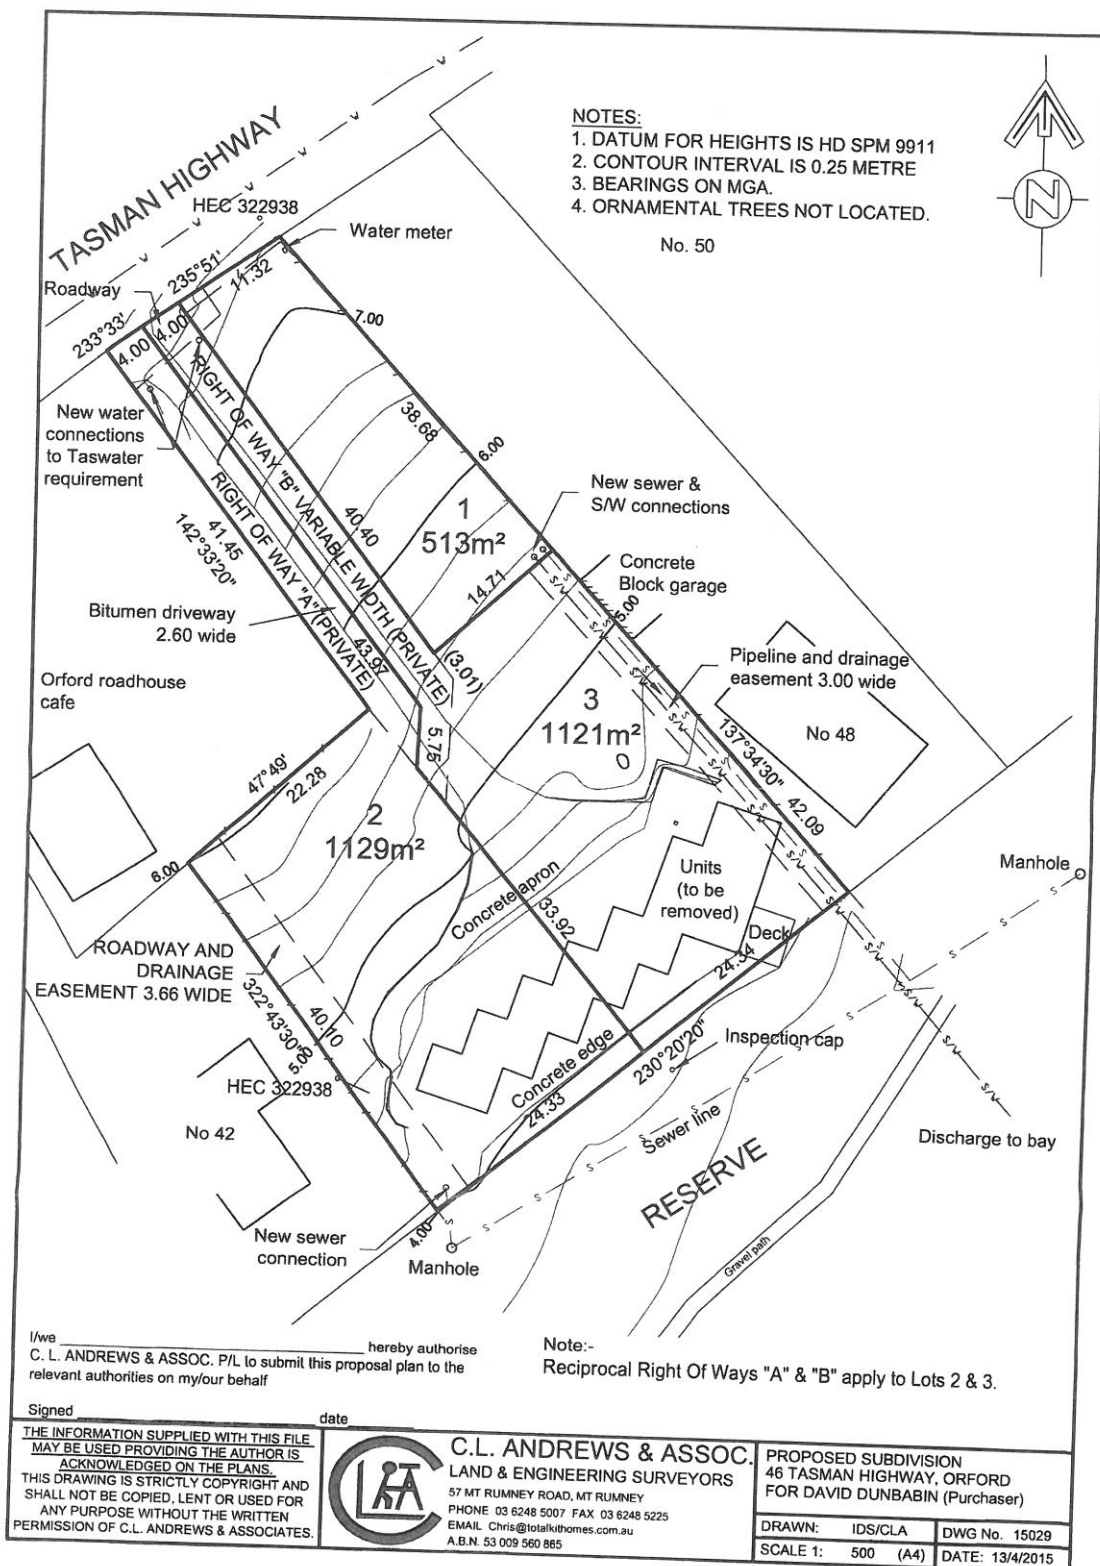 TASMAN HIGHWAY
NOTES:
1. DATUM FOR HEIGHTS IS HD SPM 9911
2. CONTOUR INTERVAL IS 0.25 METRE
3. BEARINGS ON MGA.
4. ORNAMENTAL TREES NOT LOCATED.
No. 50
N
HEC 322938
Water meter
235°51'
11.32
Roadway
233°33'
4.00
4.00
7.00
New water
connections
to Taswater
requirement
RIGHT OF WAY "B" VARIABLE WIDTH (PRIVATE)
RIGHT OF WAY "A" (PRIVATE)
38.68
6.00
41.45
142°33'20"
40.40
1
513m²
New sewer &
S/W connections
14.71
Concrete
Block garage
5.00
Bitumen driveway
2.60 wide
43.97
(3.01)
Pipeline and drainage
easement 3.00 wide
Orford roadhouse
cafe
3
1121m²
No 48
5.75
137°34'30"
42.09
47°49'
22.28
2
1129m²
6.00
Units
(to be
removed)
Deck
Manhole
Concrete apron
33.92
24.34
ROADWAY AND
DRAINAGE
EASEMENT 3.66 WIDE
322°43'30"
40.10
5.00
HEC 322938
No 42
Concrete edge
24.33
230°20'20"
Inspection cap
Sewer line
RESERVE
Discharge to bay
Gravel path
New sewer
connection
4.00
Manhole
I/we hereby authorise
C. L. ANDREWS & ASSOC. P/L to submit this proposal plan to the
relevant authorities on my/our behalf
Note:-
Reciprocal Right Of Ways "A" & "B" apply to Lots 2 & 3.
Signed date
THE INFORMATION SUPPLIED WITH THIS FILE
MAY BE USED PROVIDING THE AUTHOR IS
ACKNOWLEDGED ON THE PLANS.
THIS DRAWING IS STRICTLY COPYRIGHT AND
SHALL NOT BE COPIED, LENT OR USED FOR
ANY PURPOSE WITHOUT THE WRITTEN
PERMISSION OF C.L. ANDREWS & ASSOCIATES.
C.L. ANDREWS & ASSOC.
LAND & ENGINEERING SURVEYORS
57 MT RUMNEY ROAD, MT RUMNEY
PHONE 03 6248 5007 FAX 03 6248 5225
EMAIL Chris@totalkithomes.com.au
A.B.N. 53 009 560 865
PROPOSED SUBDIVISION
46 TASMAN HIGHWAY, ORFORD
FOR DAVID DUNBABIN (Purchaser)
DRAWN: IDS/CLA
DWG No. 15029
SCALE 1: 500 (A4)
DATE: 13/4/2015